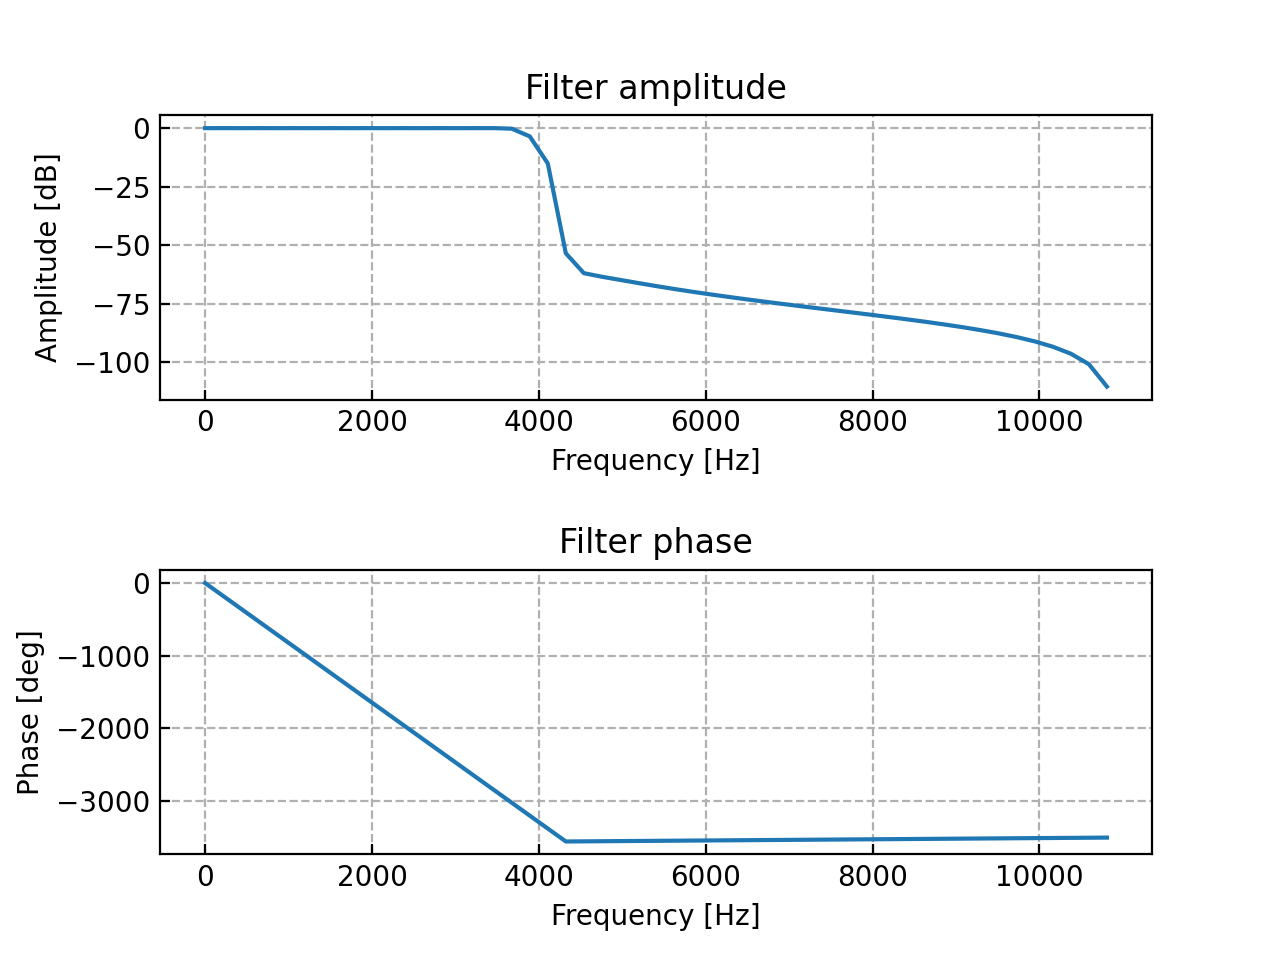 Filter amplitude
Amplitude [dB]
0
−25
−50
−75
−100
0 2000 4000 6000 8000 10000
Frequency [Hz]
Filter phase
Phase [deg]
0
−1000
−2000
−3000
0 2000 4000 6000 8000 10000
Frequency [Hz]